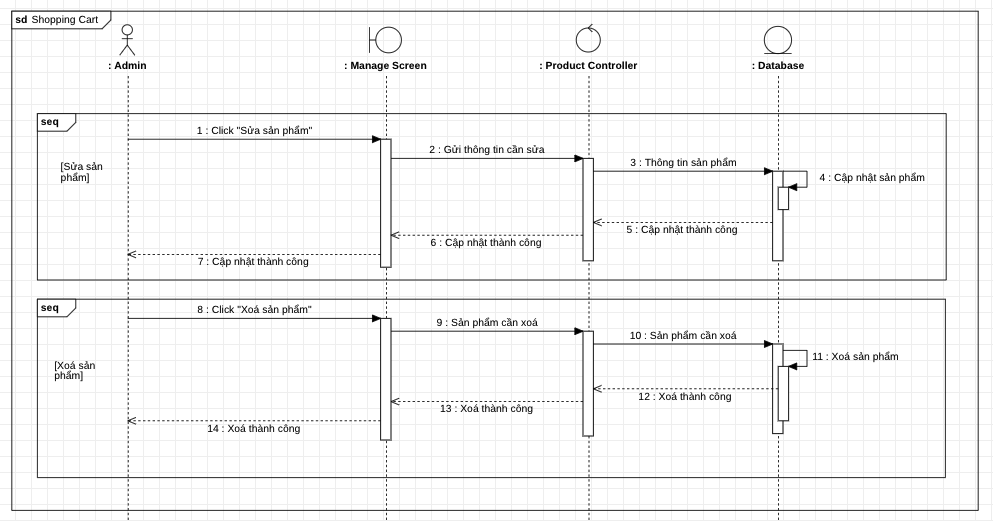 sd Shopping Cart
: Admin
: Manage Screen
: Product Controller
: Database
seq
1 : Click "Sửa sản phẩm"
2 : Gửi thông tin cần sửa
3 : Thông tin sản phẩm
[Sửa sản
phẩm]
4 : Cập nhật sản phẩm
5 : Cập nhật thành công
6 : Cập nhật thành công
7 : Cập nhật thành công
seq
8 : Click "Xoá sản phẩm"
9 : Sản phẩm cần xoá
10 : Sản phẩm cần xoá
11 : Xoá sản phẩm
[Xoá sản
phẩm]
12 : Xoá thành công
13 : Xoá thành công
14 : Xoá thành công